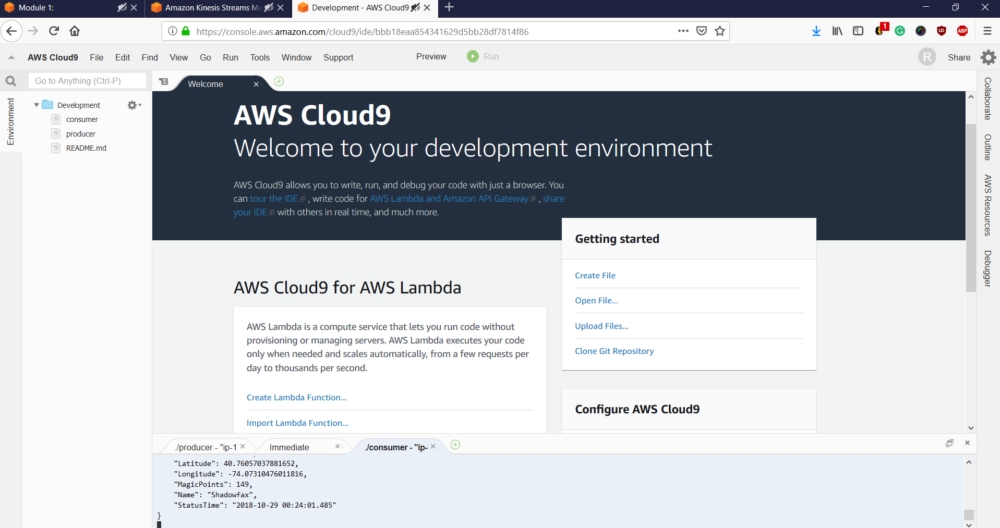 Module 1:
Amazon Kinesis Streams Ma
Development - AWS Cloud9
https://console.aws.amazon.com/cloud9/ide/bbb18eaa854341629d5bb28df7814f86
1
G
ABP
AWS Cloud9 File Edit Find View Go Run Tools Window Support Preview Run R Share
Go to Anything (Ctrl-P)
Welcome
Environment
Development
consumer
producer
README.md
AWS Cloud9
Welcome to your development environment
AWS Cloud9 allows you to write, run, and debug your code with just a browser. You
can tour the IDE , write code for AWS Lambda and Amazon API Gateway , share
your IDE with others in real time, and much more.
Getting started
Create File
Open File...
Upload Files...
Clone Git Repository
AWS Cloud9 for AWS Lambda
AWS Lambda is a compute service that lets you run code without
provisioning or managing servers. AWS Lambda executes your code
only when needed and scales automatically, from a few requests per
day to thousands per second.
Create Lambda Function...
Import Lambda Function...
Configure AWS Cloud9
Collaborate
Outline
AWS Resources
Debugger
./producer - "ip-1
Immediate
./consumer - "ip-
"Latitude": 40.76057037881652,
"Longitude": -74.07310476011816,
"MagicPoints": 149,
"Name": "Shadowfax",
"StatusTime": "2018-10-29 00:24:01.485"
}